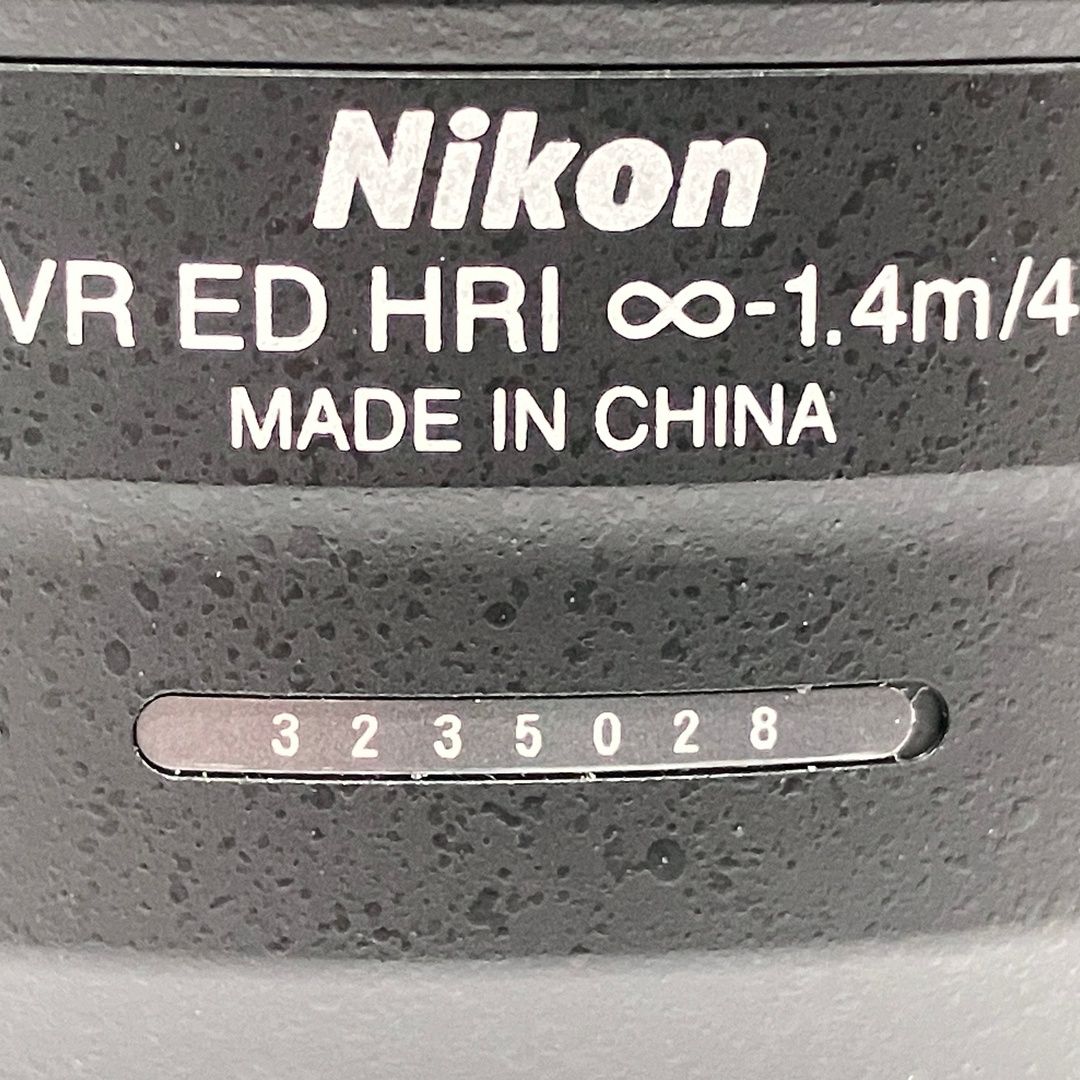 Nikon
VR ED HRI ∞-1.4m/4
MADE IN CHINA
3235028